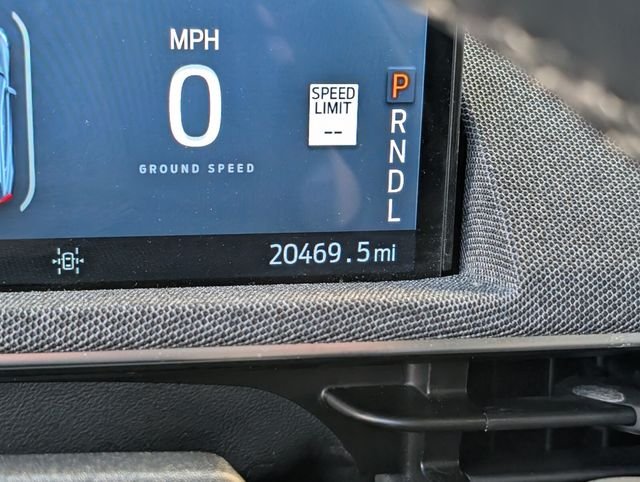 MPH
0
GROUND SPEED
SPEED
LIMIT
--
P
R
N
D
L
20469.5 mi